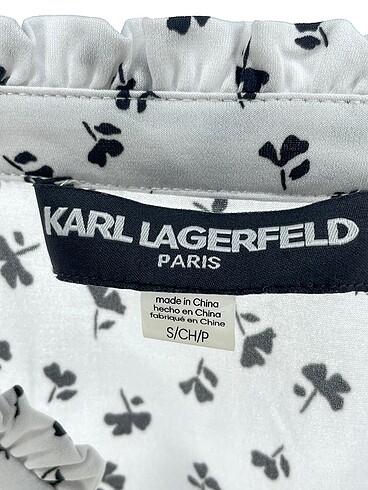 KARL LAGERFELD
PARIS
made in China
hecho en China
fabriqué en Chine
S/CH/P